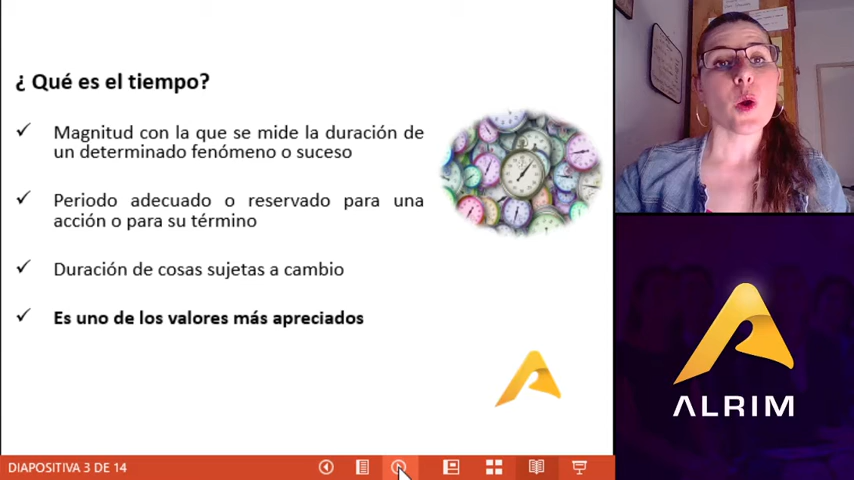 ¿ Qué es el tiempo?
Magnitud con la que se mide la duración de
un determinado fenómeno o suceso
Periodo adecuado o reservado para una
acción o para su término
Duración de cosas sujetas a cambio
Es uno de los valores más apreciados
ALRIM
DIAPOSITIVA 3 DE 14